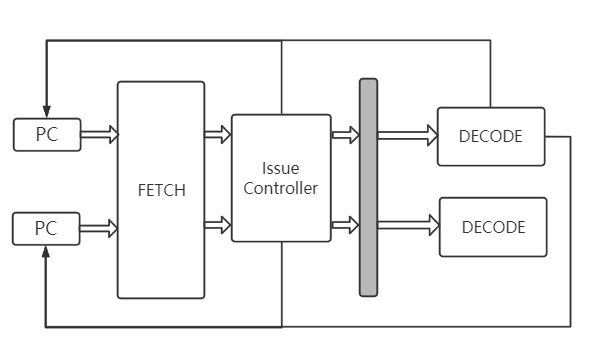 PC
FETCH
Issue
Controller
DECODE
PC
DECODE